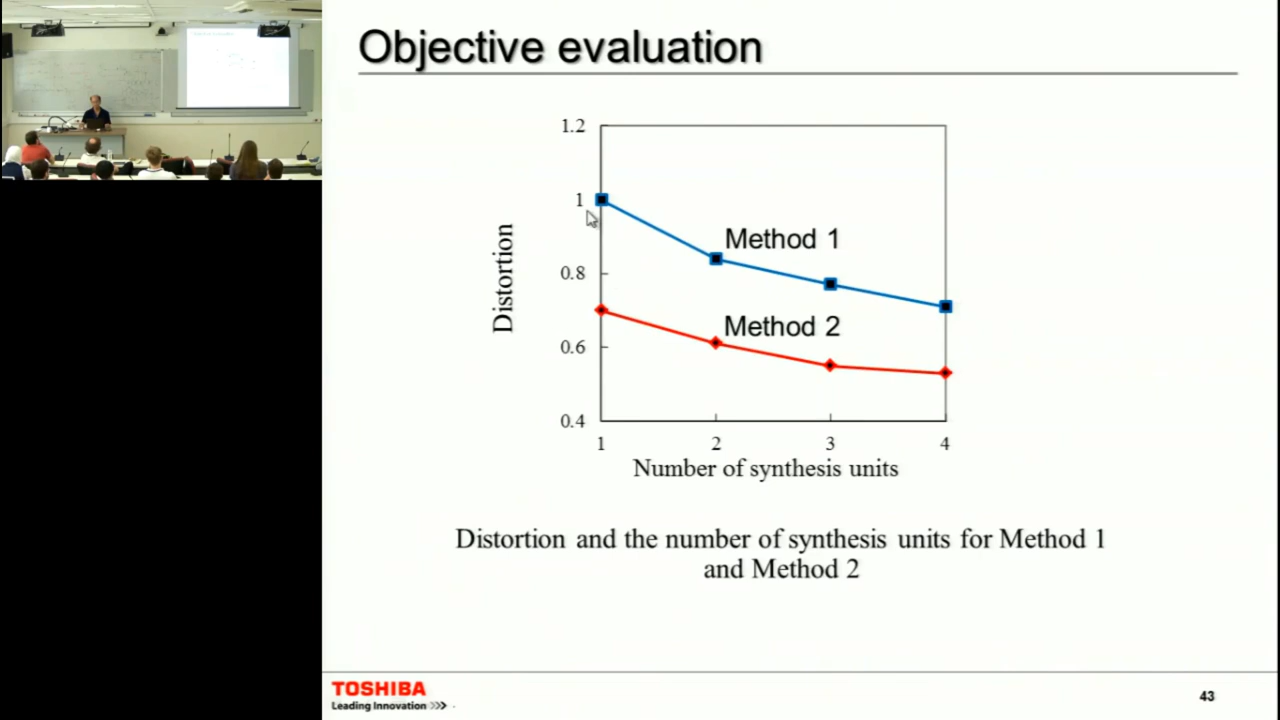 Objective evaluation
1.2
1
0.8
0.6
0.4
Distortion
Method 1
Method 2
1 2 3 4
Number of synthesis units
Distortion and the number of synthesis units for Method 1
and Method 2
TOSHIBA
Leading Innovation >>>
43